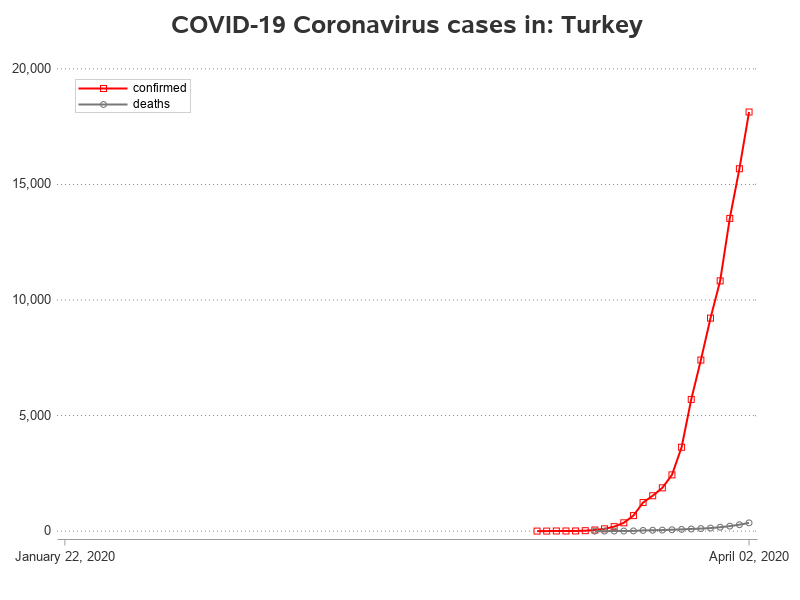 COVID-19 Coronavirus cases in: Turkey
20,000
confirmed
deaths
15,000
10,000
5,000
0
January 22, 2020
April 02, 2020